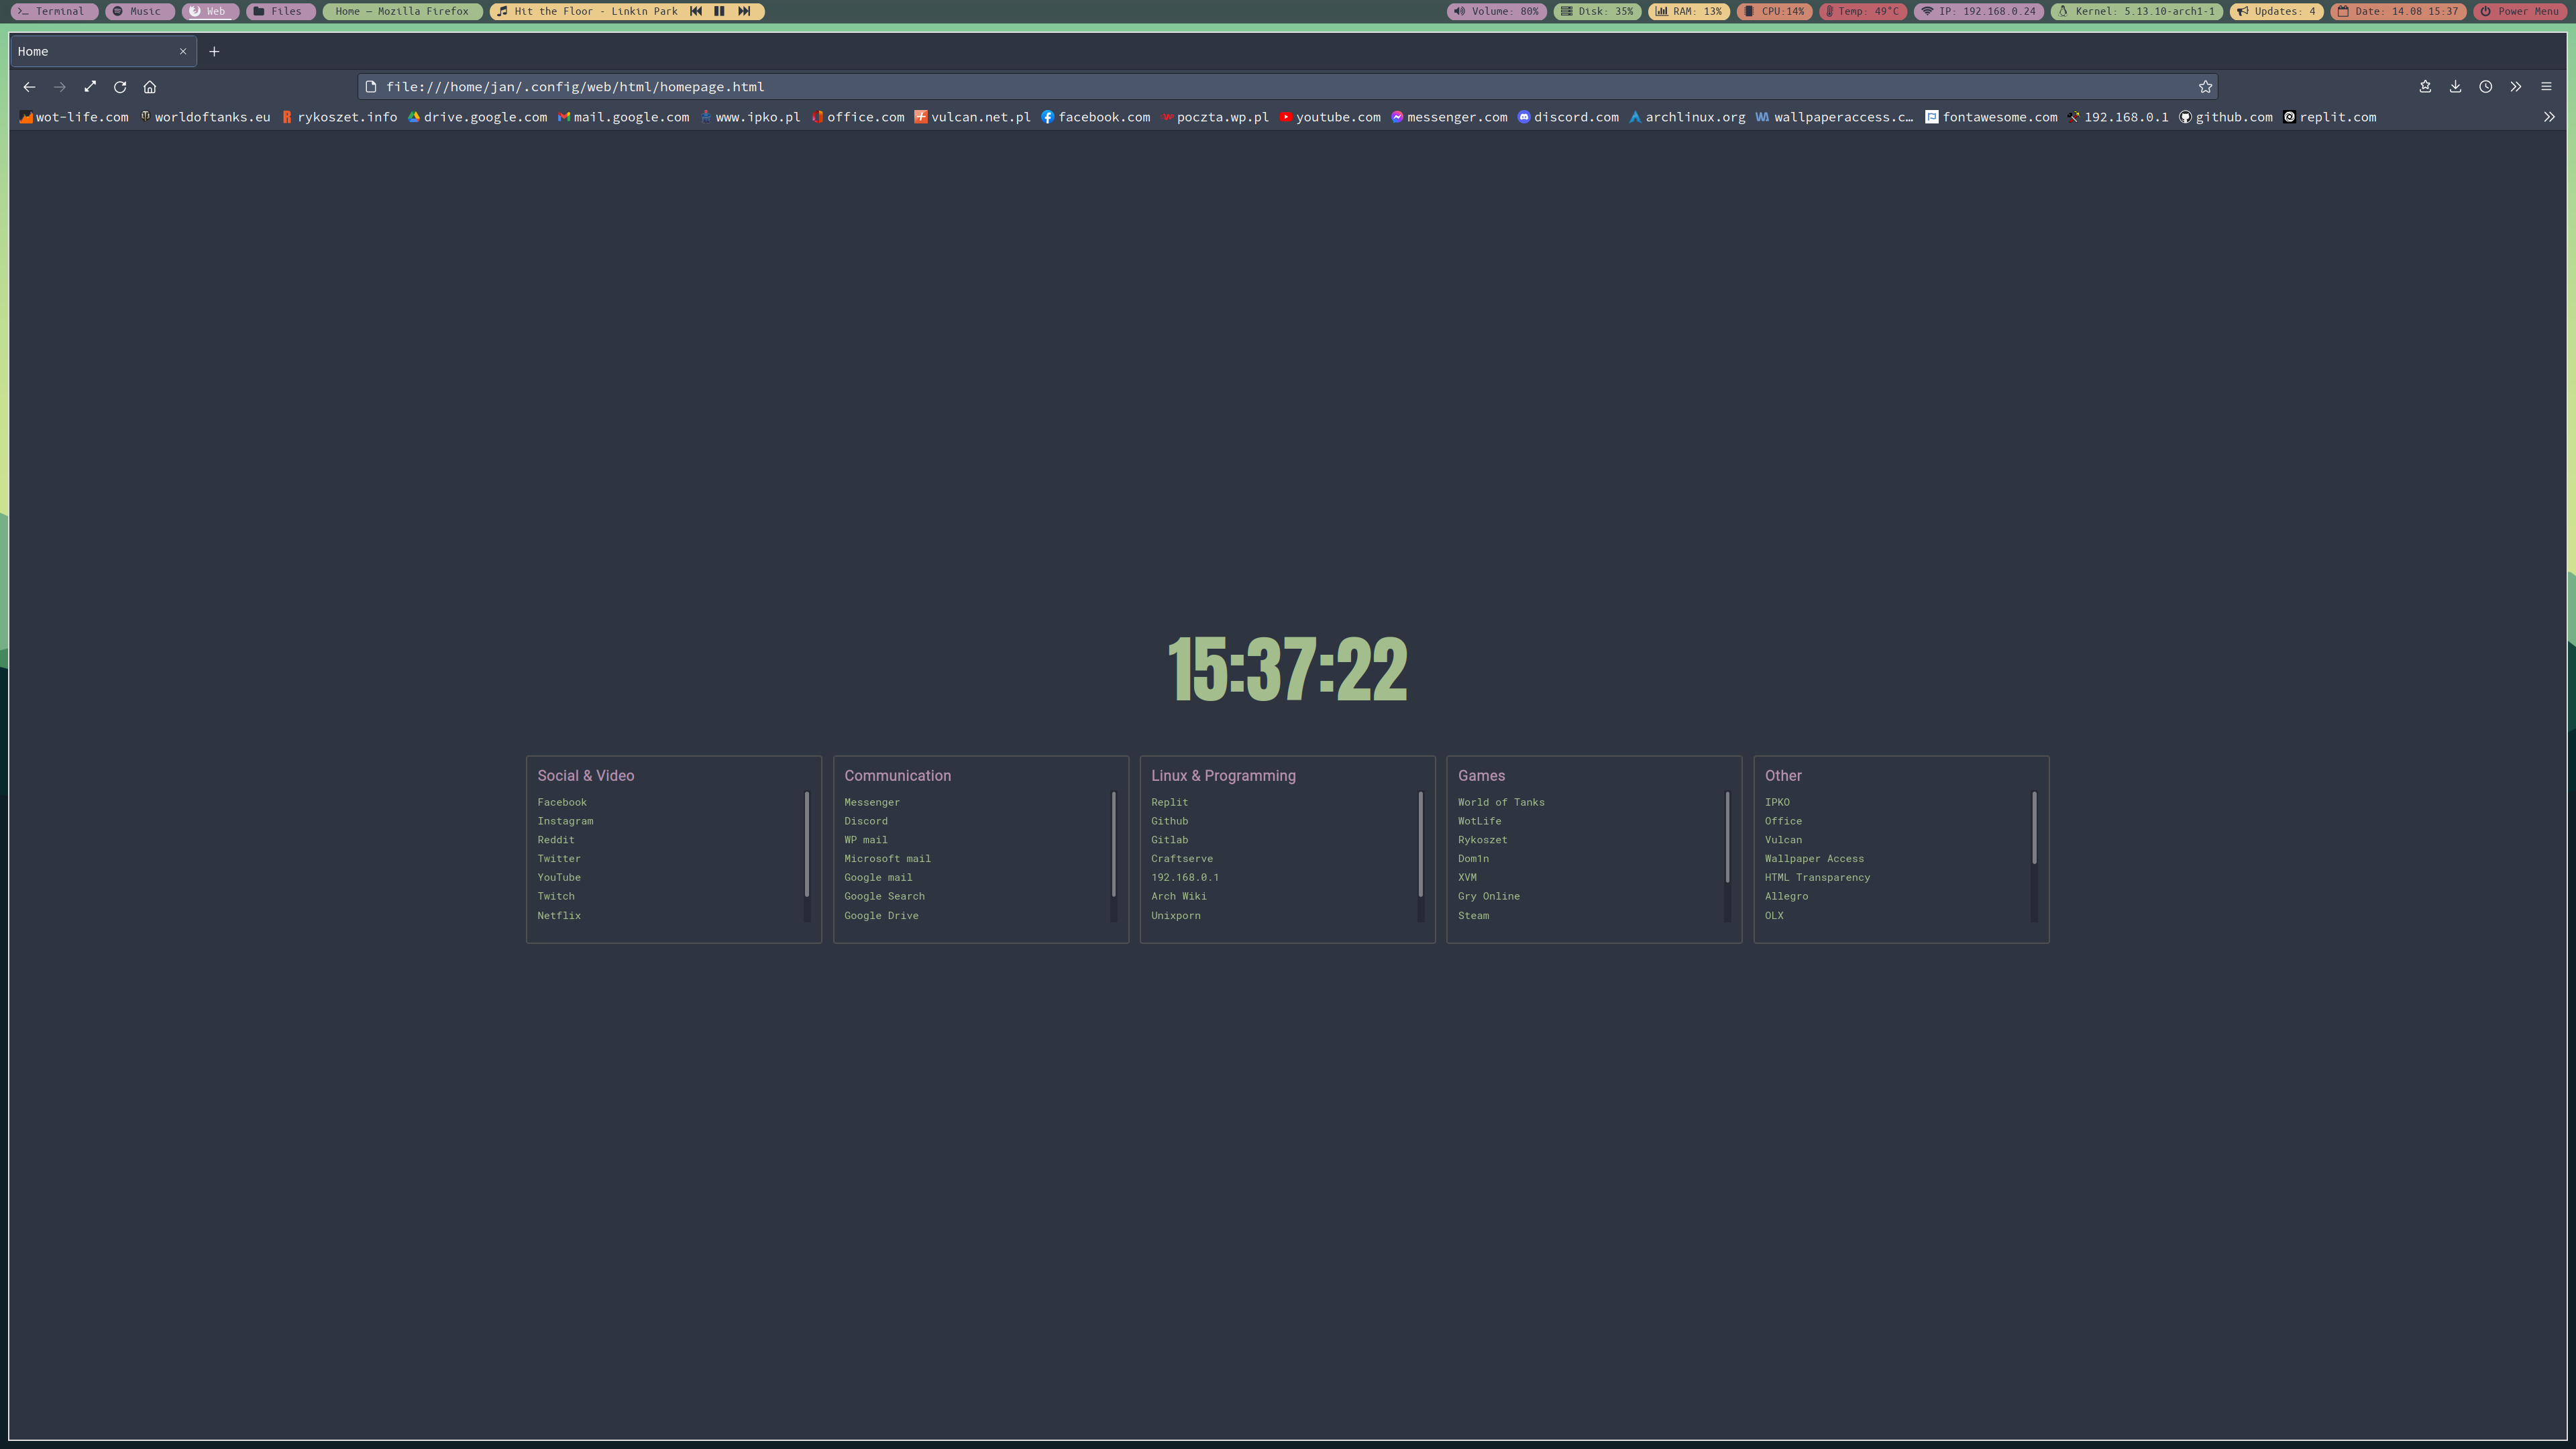 >_ Terminal Music Web Files Home — Mozilla Firefox Hit the Floor - Linkin Park Volume: 80% Disk: 35% RAM: 13% CPU:14% Temp: 49°C IP: 192.168.0.24 Kernel: 5.13.10-arch1-1 Updates: 4 Date: 14.08 15:37 Power Menu
Home
file:///home/jan/.config/web/html/homepage.html
wot-life.com worldoftanks.eu rykoszet.info drive.google.com mail.google.com www.ipko.pl office.com vulcan.net.pl facebook.com poczta.wp.pl youtube.com messenger.com discord.com archlinux.org wallpaperaccess.c… fontawesome.com 192.168.0.1 github.com replit.com
15:37:22
Social & Video
Facebook
Instagram
Reddit
Twitter
YouTube
Twitch
Netflix
Communication
Messenger
Discord
WP mail
Microsoft mail
Google mail
Google Search
Google Drive
Linux & Programming
Replit
Github
Gitlab
Craftserve
192.168.0.1
Arch Wiki
Unixporn
Games
World of Tanks
WotLife
Rykoszet
Dom1n
XVM
Gry Online
Steam
Other
IPKO
Office
Vulcan
Wallpaper Access
HTML Transparency
Allegro
OLX